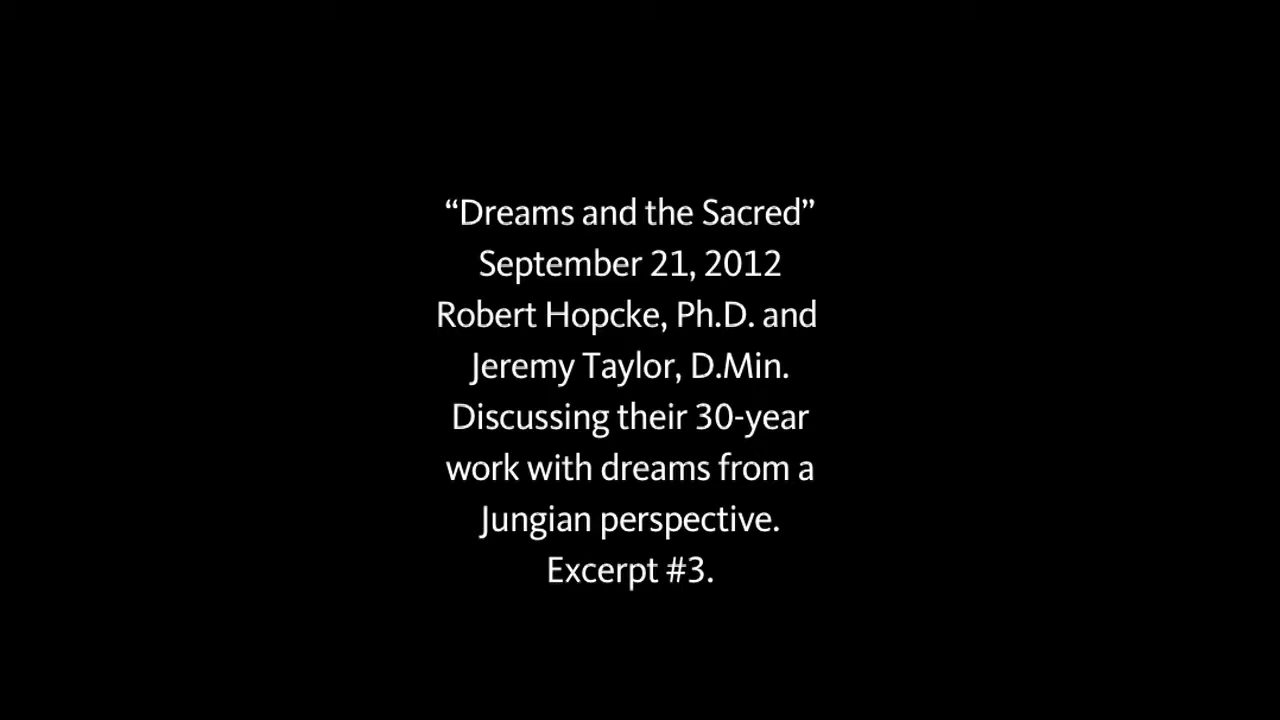 “Dreams and the Sacred”
September 21, 2012
Robert Hopcke, Ph.D. and
Jeremy Taylor, D.Min.
Discussing their 30-year
work with dreams from a
Jungian perspective.
Excerpt #3.